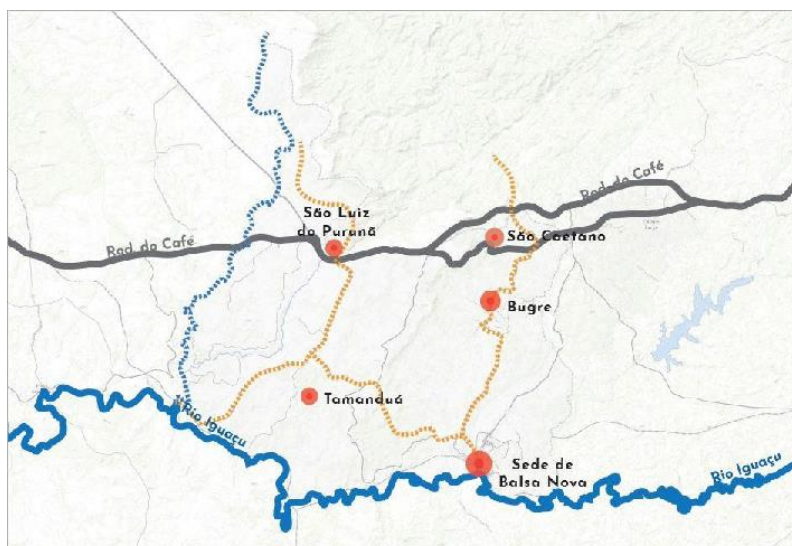 Rod. do Café
São Luiz
do Purunã
Rod. do Café
São Caetano
Bugre
Tamanduá
Rio Iguaçu
Sede de
Balsa Nova
Rio Iguaçu